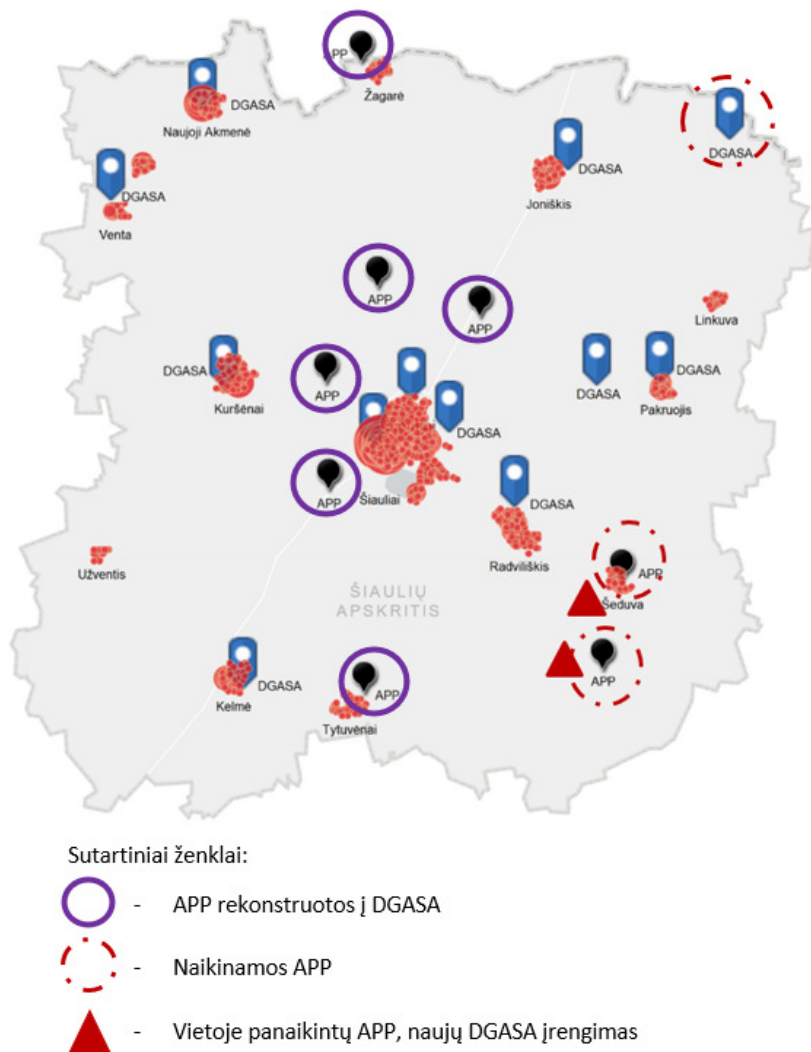 APP
Žagarė
DGASA
Naujoji Akmenė
DGASA
DGASA
Venta
DGASA
Joniškis
APP
APP
Linkuva
DGASA
Kuršėnai
APP
DGASA
DGASA
Pakruojis
DGASA
APP
Šiauliai
DGASA
Radviliškis
Užventis
APP
Šeduva
ŠIAULIŲ
APSKRITIS
APP
DGASA
Kelmė
APP
Tytuvėnai
Sutartiniai ženklai:
- APP rekonstruotos į DGASA
- Naikinamos APP
- Vietoje panaikintų APP, naujų DGASA įrengimas